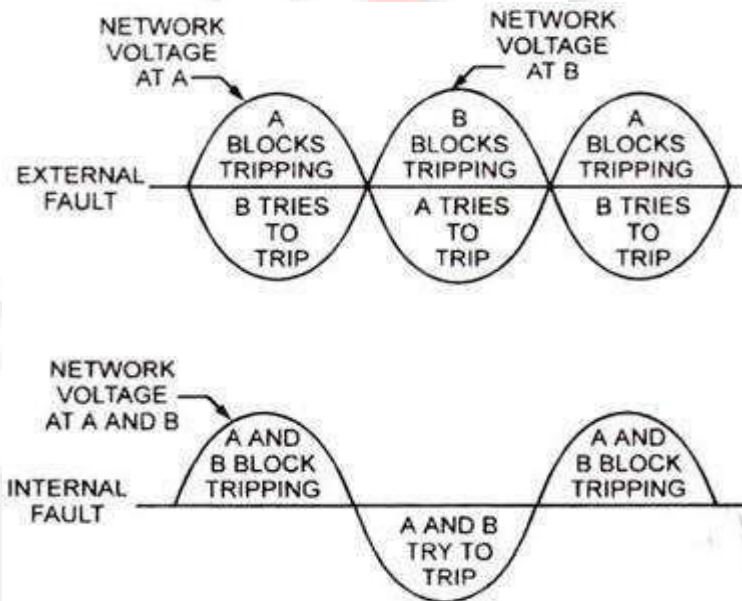 NETWORK
VOLTAGE
AT A
NETWORK
VOLTAGE
AT B
EXTERNAL
FAULT
A
BLOCKS
TRIPPING
B
BLOCKS
TRIPPING
A
BLOCKS
TRIPPING
B TRIES
TO
TRIP
A TRIES
TO
TRIP
B TRIES
TO
TRIP
NETWORK
VOLTAGE
AT A AND B
INTERNAL
FAULT
A AND
B BLOCK
TRIPPING
A AND B
TRY TO
TRIP
A AND
B BLOCK
TRIPPING